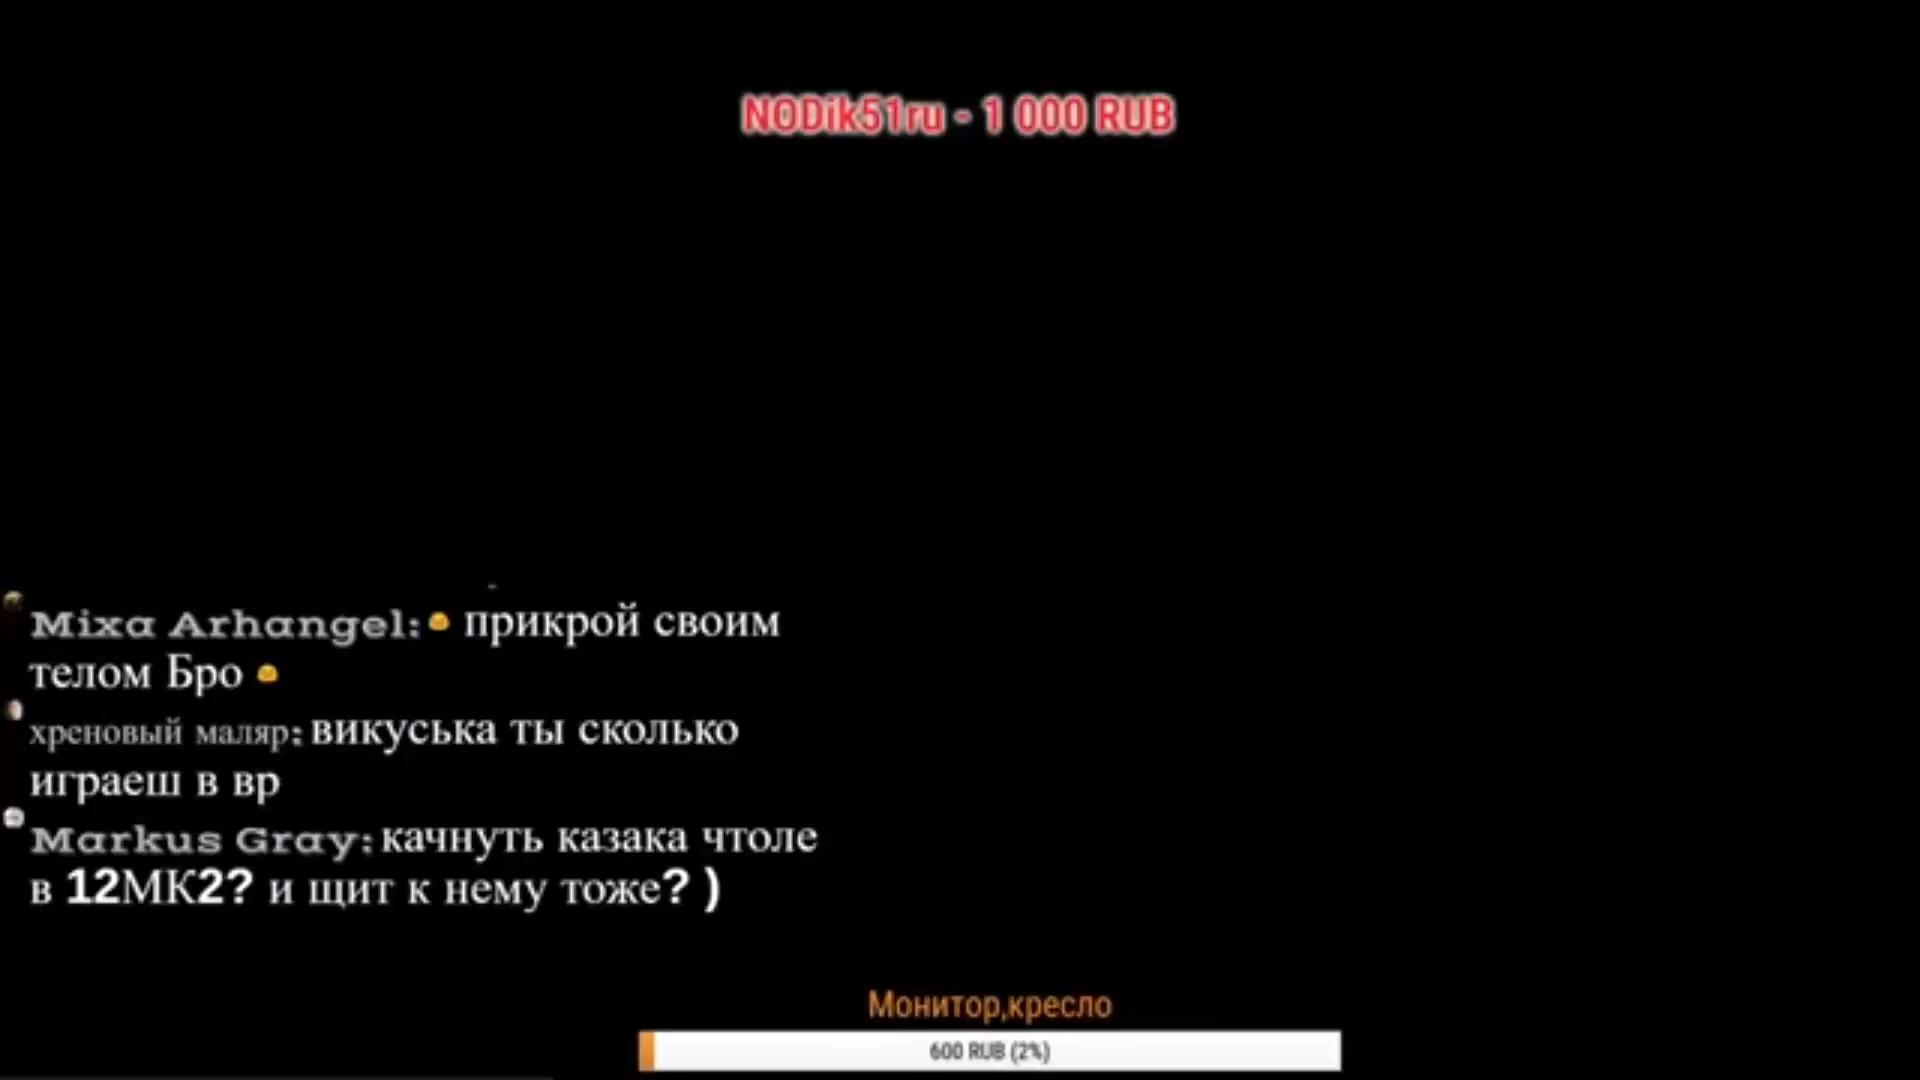 NODik51ru - 1 000 RUB
Mixa Arhangel: прикрой своим
телом Бро
хреновый маляр: викуська ты сколько
играеш в вр
Markus Gray: качнуть казака чтоле
в 12МК2? и щит к нему тоже? )
Монитор,кресло
600 RUB (2%)